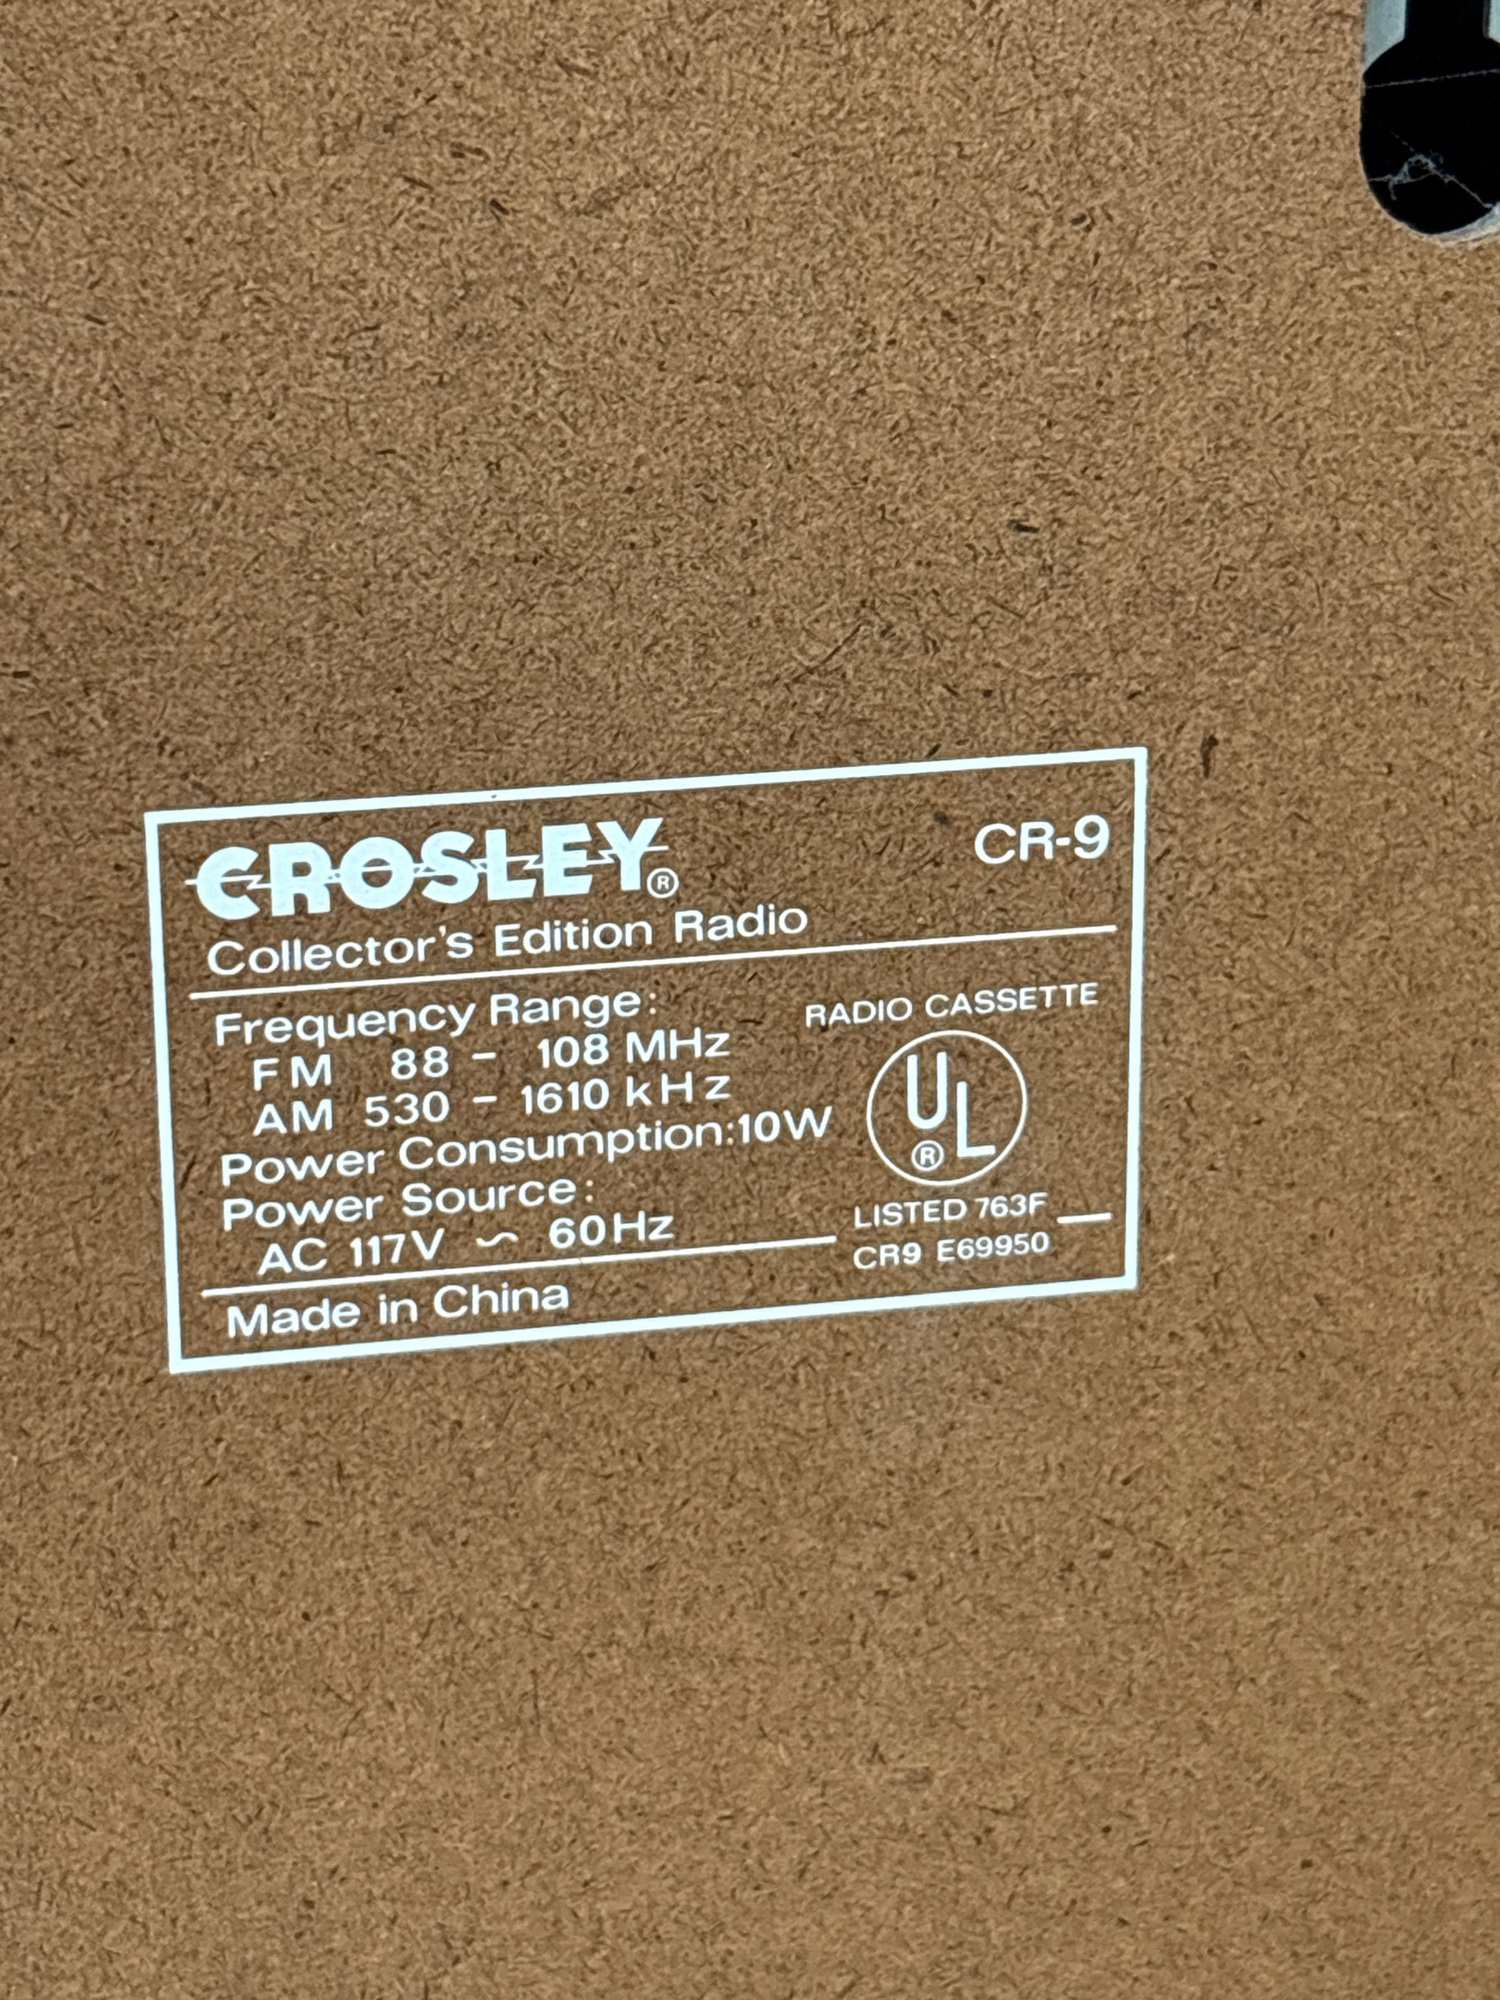 CROSLEY® CR-9
Collector's Edition Radio
Frequency Range:
FM 88 - 108 MHz
AM 530 - 1610 kHz
Power Consumption:10W
Power Source:
AC 117V ~ 60Hz
Made in China
RADIO CASSETTE
UL®
LISTED 763F
CR9 E69950